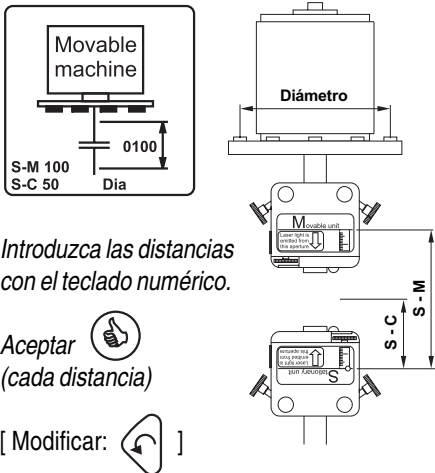 Movable
machine
0100
S-M 100
S-C 50 Dia
Introduzca las distancias
con el teclado numérico.
Aceptar
(cada distancia)
[ Modificar: ]
Diámetro
Movable unit
Laser light is
emitted from
this aperture
S - M
S - C
Laser light is
emitted from
this aperture
Stationary unit